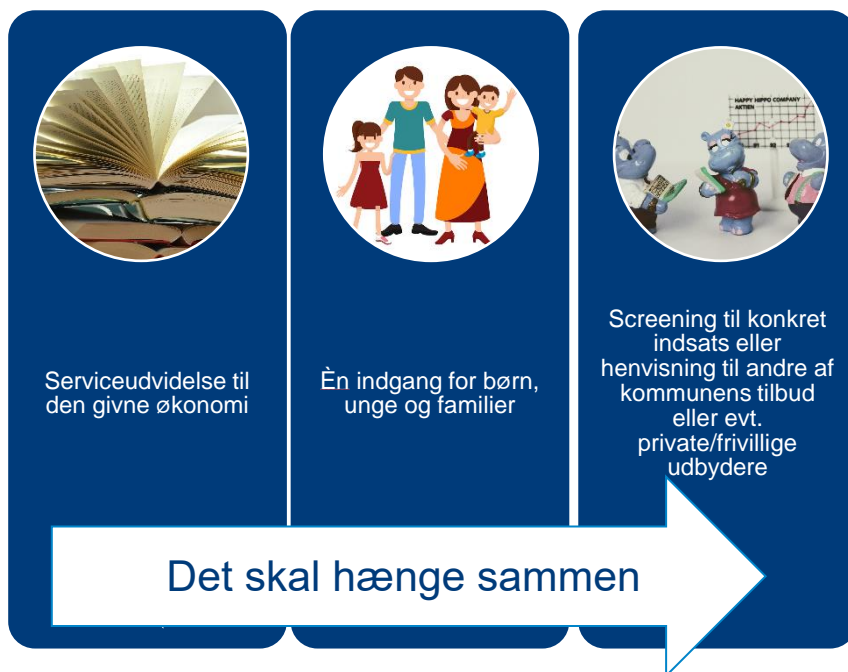 HAPPY HIPPO COMPANY
AKTIEN
Serviceudvidelse til
den givne økonomi
Èn indgang for børn,
unge og familier
Screening til konkret
indsats eller
henvisning til andre af
kommunens tilbud
eller evt.
private/frivillige
udbydere
Det skal hænge sammen